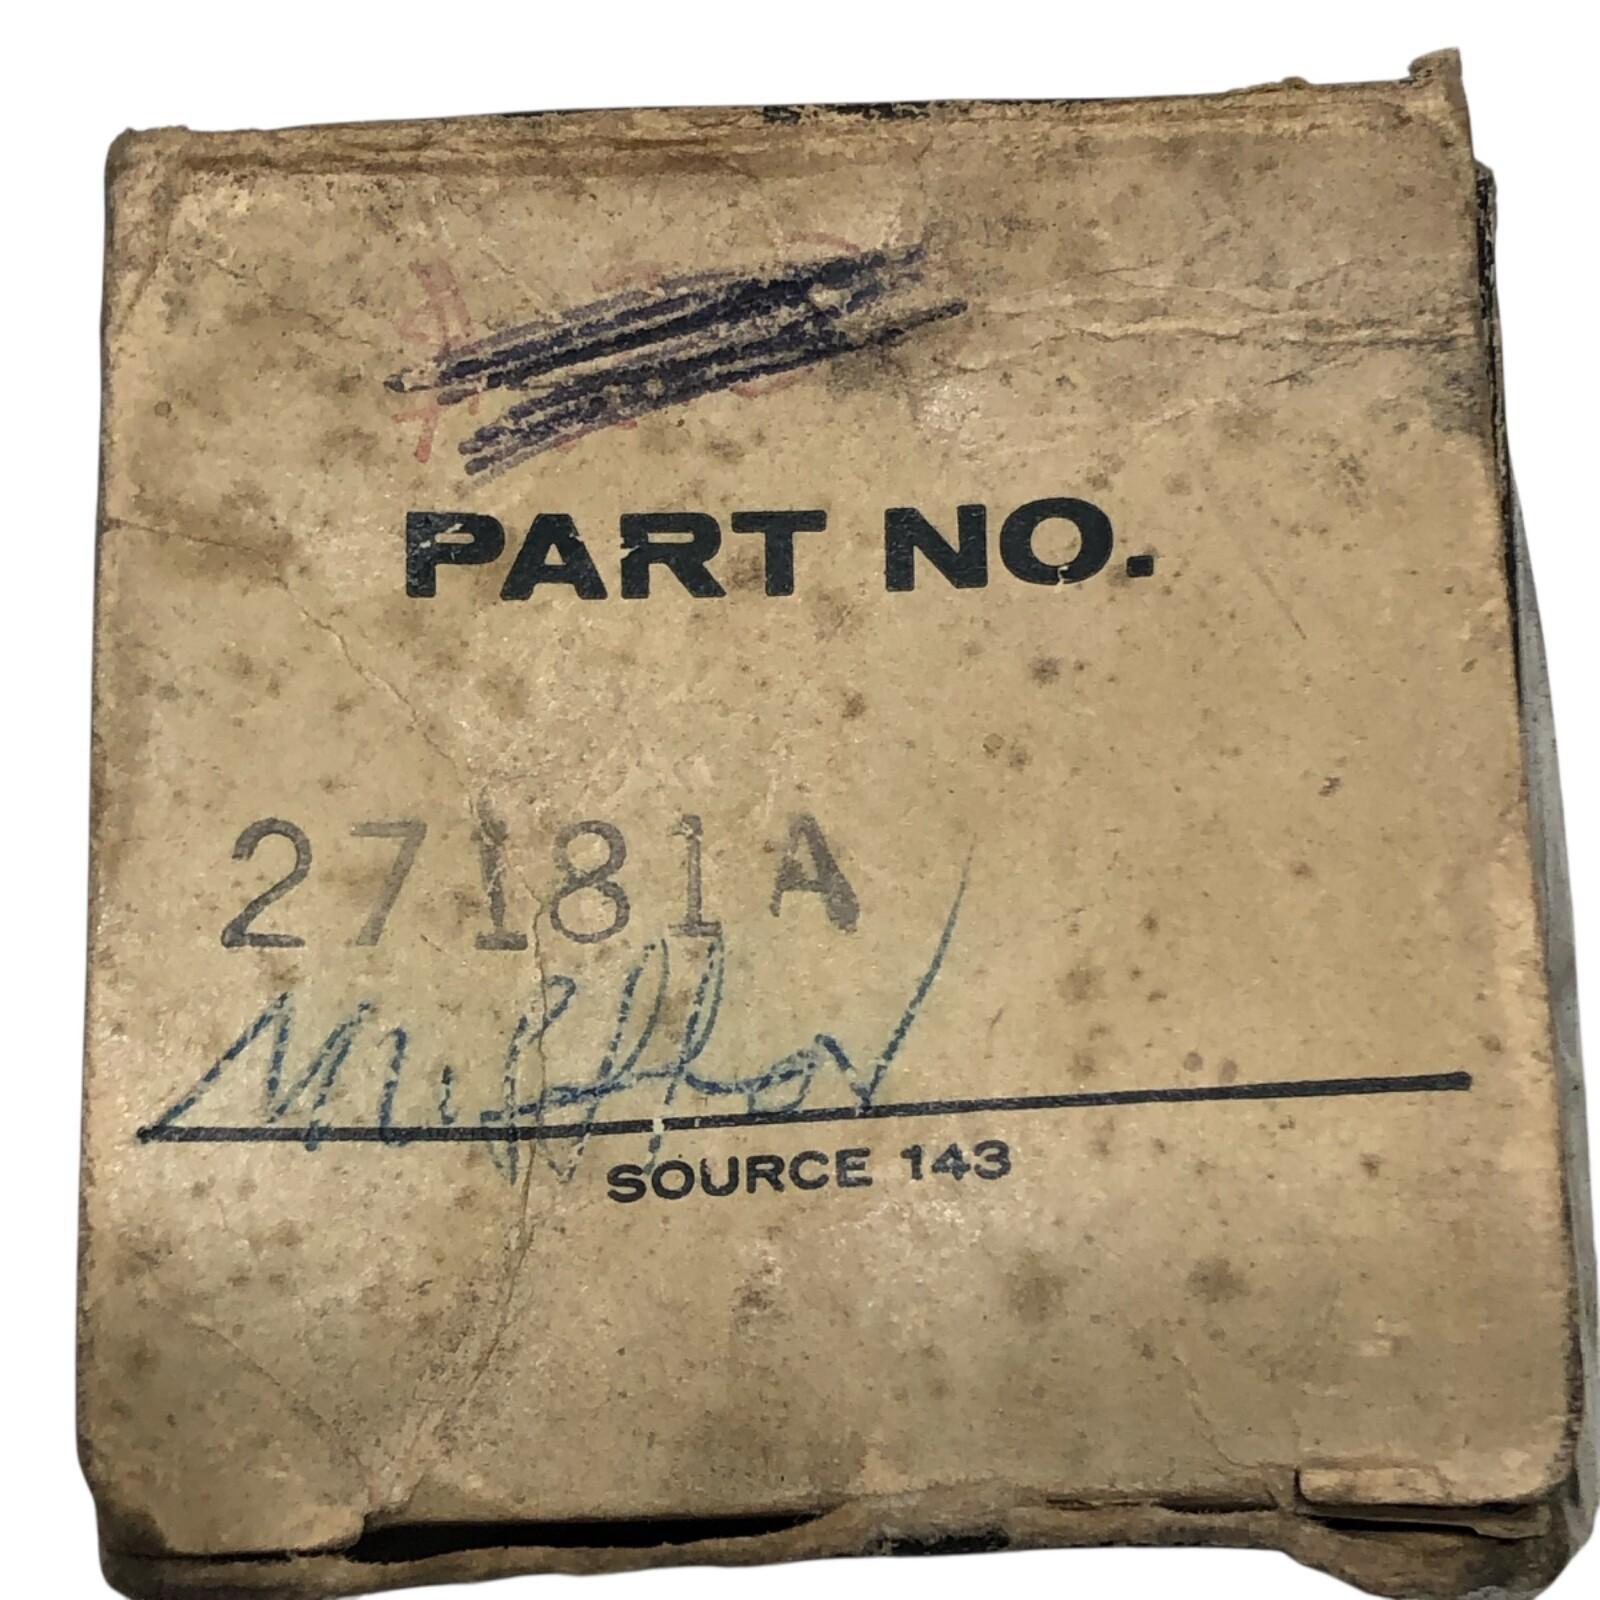 PART NO.
27181A
Muffler
SOURCE 143